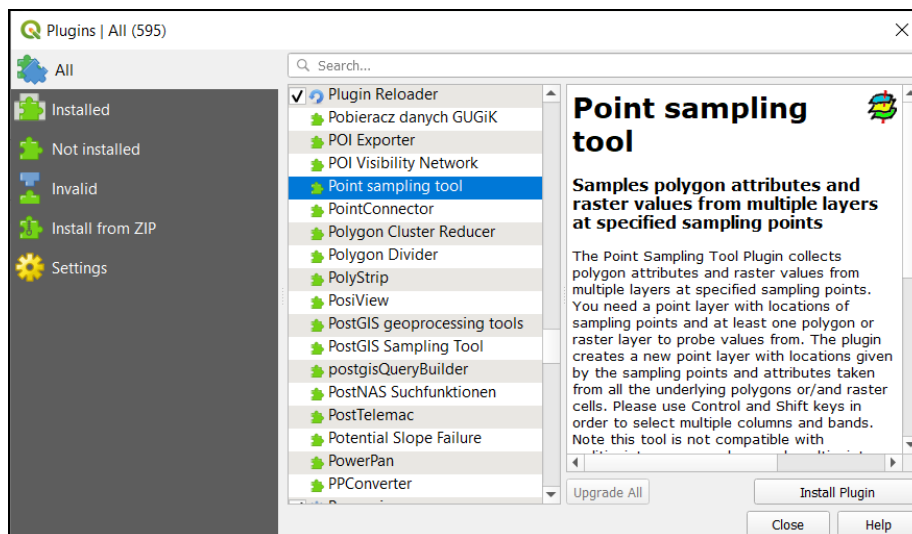 Plugins | All (595)
All
Installed
Not installed
Invalid
Install from ZIP
Settings
Search...
Plugin Reloader
Pobieracz danych GUGiK
POI Exporter
POI Visibility Network
Point sampling tool
PointConnector
Polygon Cluster Reducer
Polygon Divider
PolyStrip
PosiView
PostGIS geoprocessing tools
PostGIS Sampling Tool
postgisQueryBuilder
PostNAS Suchfunktionen
PostTelemac
Potential Slope Failure
PowerPan
PPConverter
Point sampling
tool
Samples polygon attributes and
raster values from multiple layers
at specified sampling points
The Point Sampling Tool Plugin collects
polygon attributes and raster values from
multiple layers at specified sampling points.
You need a point layer with locations of
sampling points and at least one polygon or
raster layer to probe values from. The plugin
creates a new point layer with locations given
by the sampling points and attributes taken
from all the underlying polygons or/and raster
cells. Please use Control and Shift keys in
order to select multiple columns and bands.
Note this tool is not compatible with
Upgrade All
Install Plugin
Close
Help